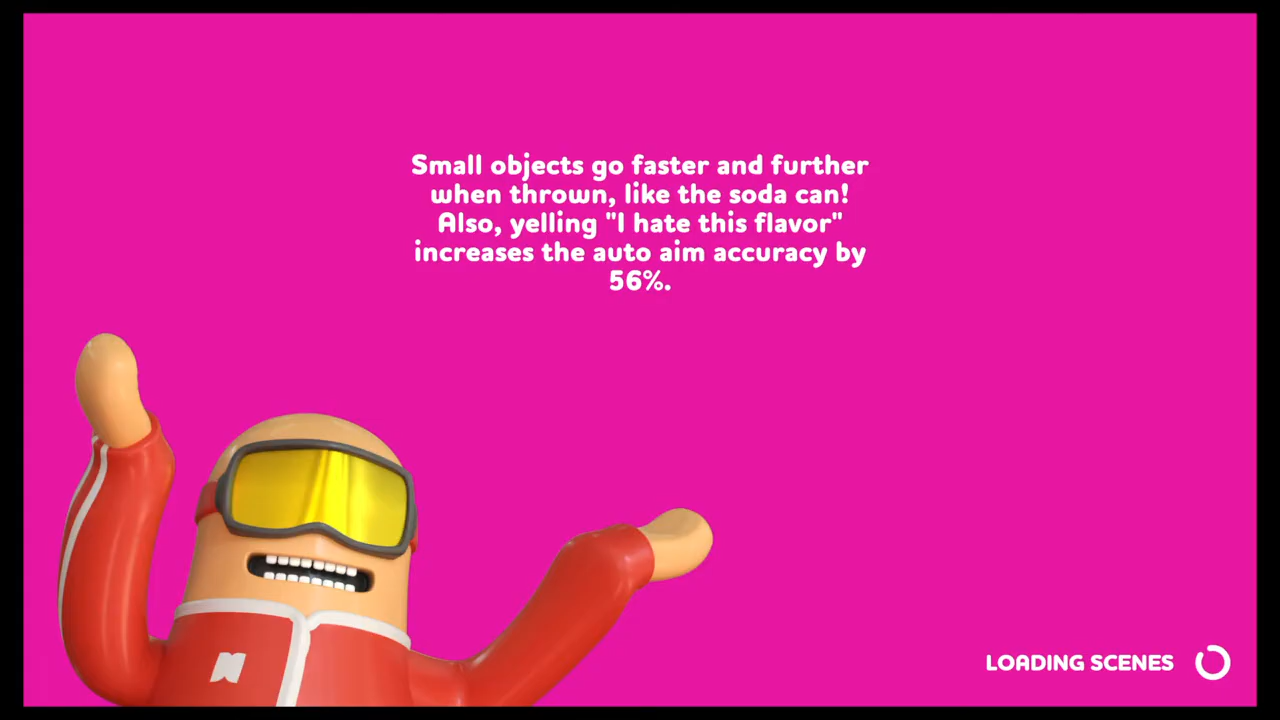 Small objects go faster and further
when thrown, like the soda can!
Also, yelling "I hate this flavor"
increases the auto aim accuracy by
56%.
LOADING SCENES